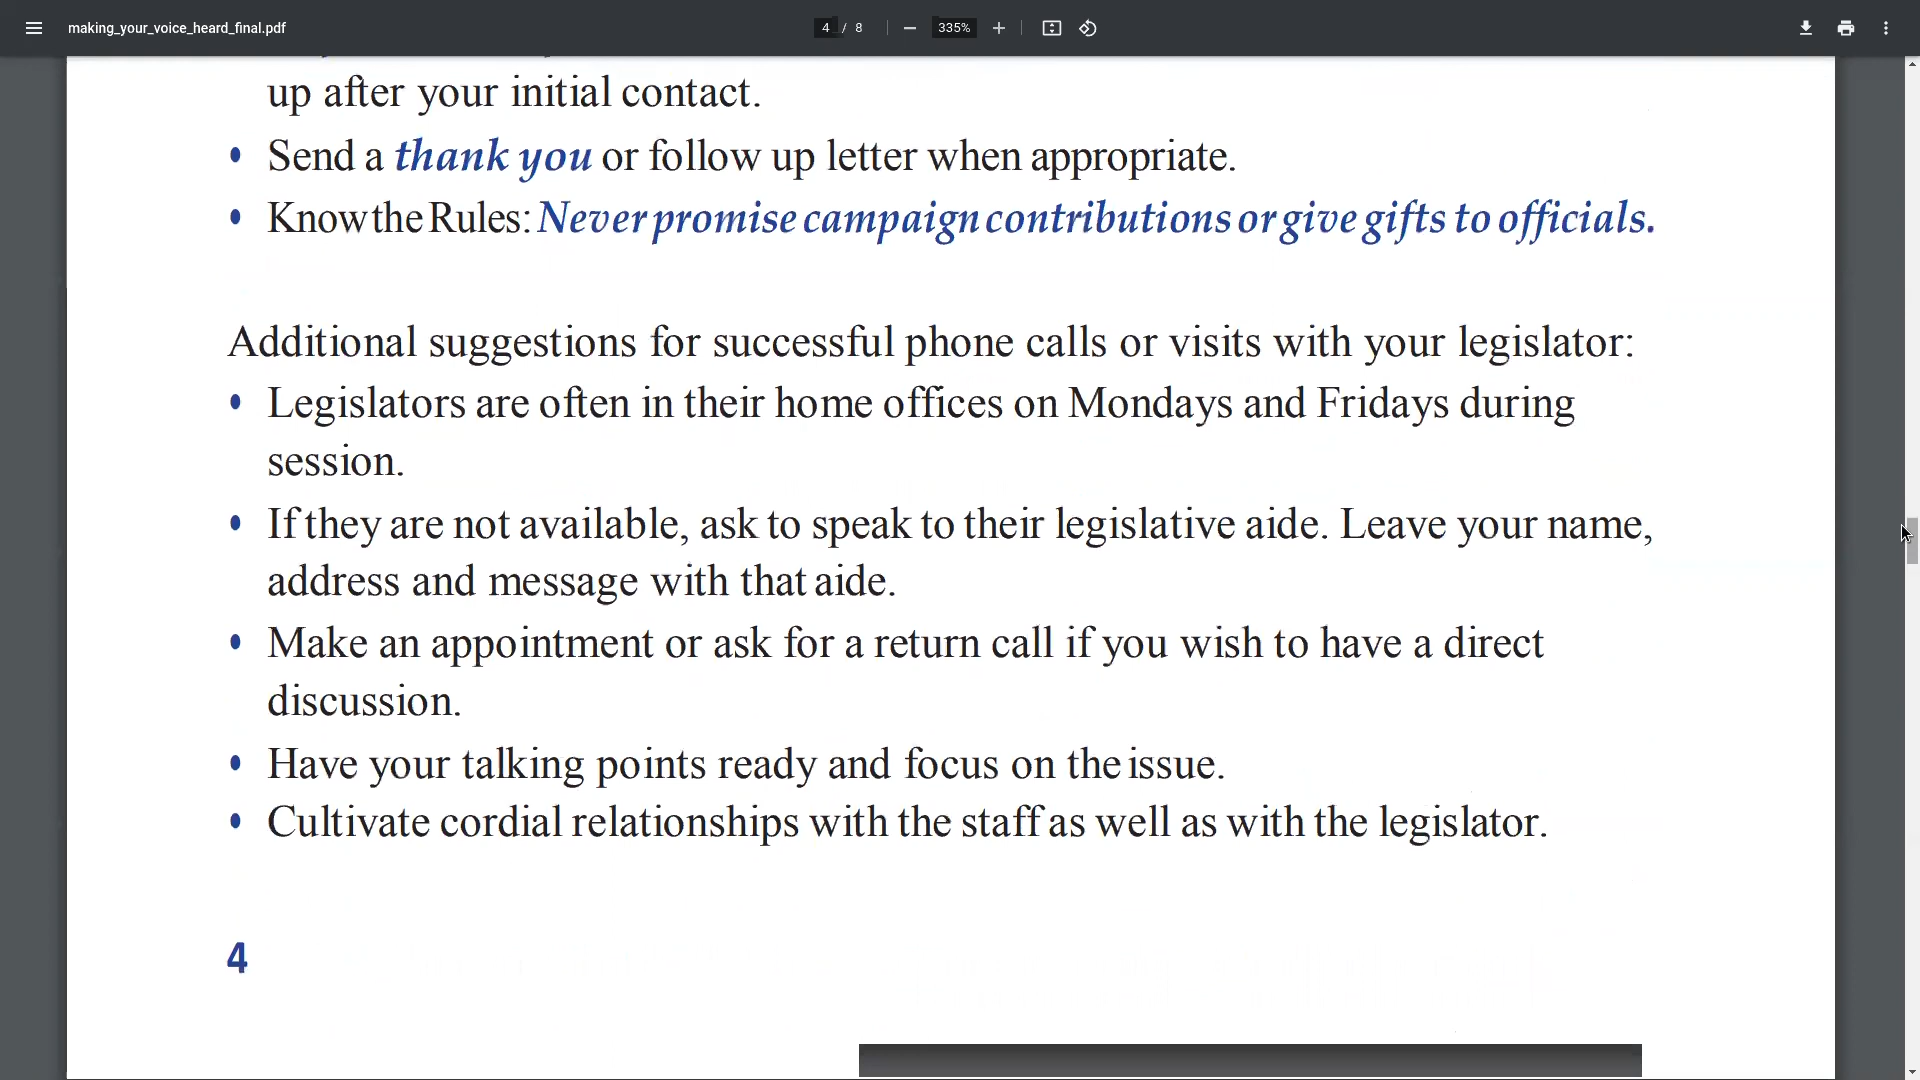 making_your_voice_heard_final.pdf
4 / 8
335%
up after your initial contact.
• Send a thank you or follow up letter when appropriate.
• Know the Rules: Never promise campaign contributions or give gifts to officials.
Additional suggestions for successful phone calls or visits with your legislator:
• Legislators are often in their home offices on Mondays and Fridays during
session.
• If they are not available, ask to speak to their legislative aide. Leave your name,
address and message with that aide.
• Make an appointment or ask for a return call if you wish to have a direct
discussion.
• Have your talking points ready and focus on the issue.
• Cultivate cordial relationships with the staff as well as with the legislator.
4